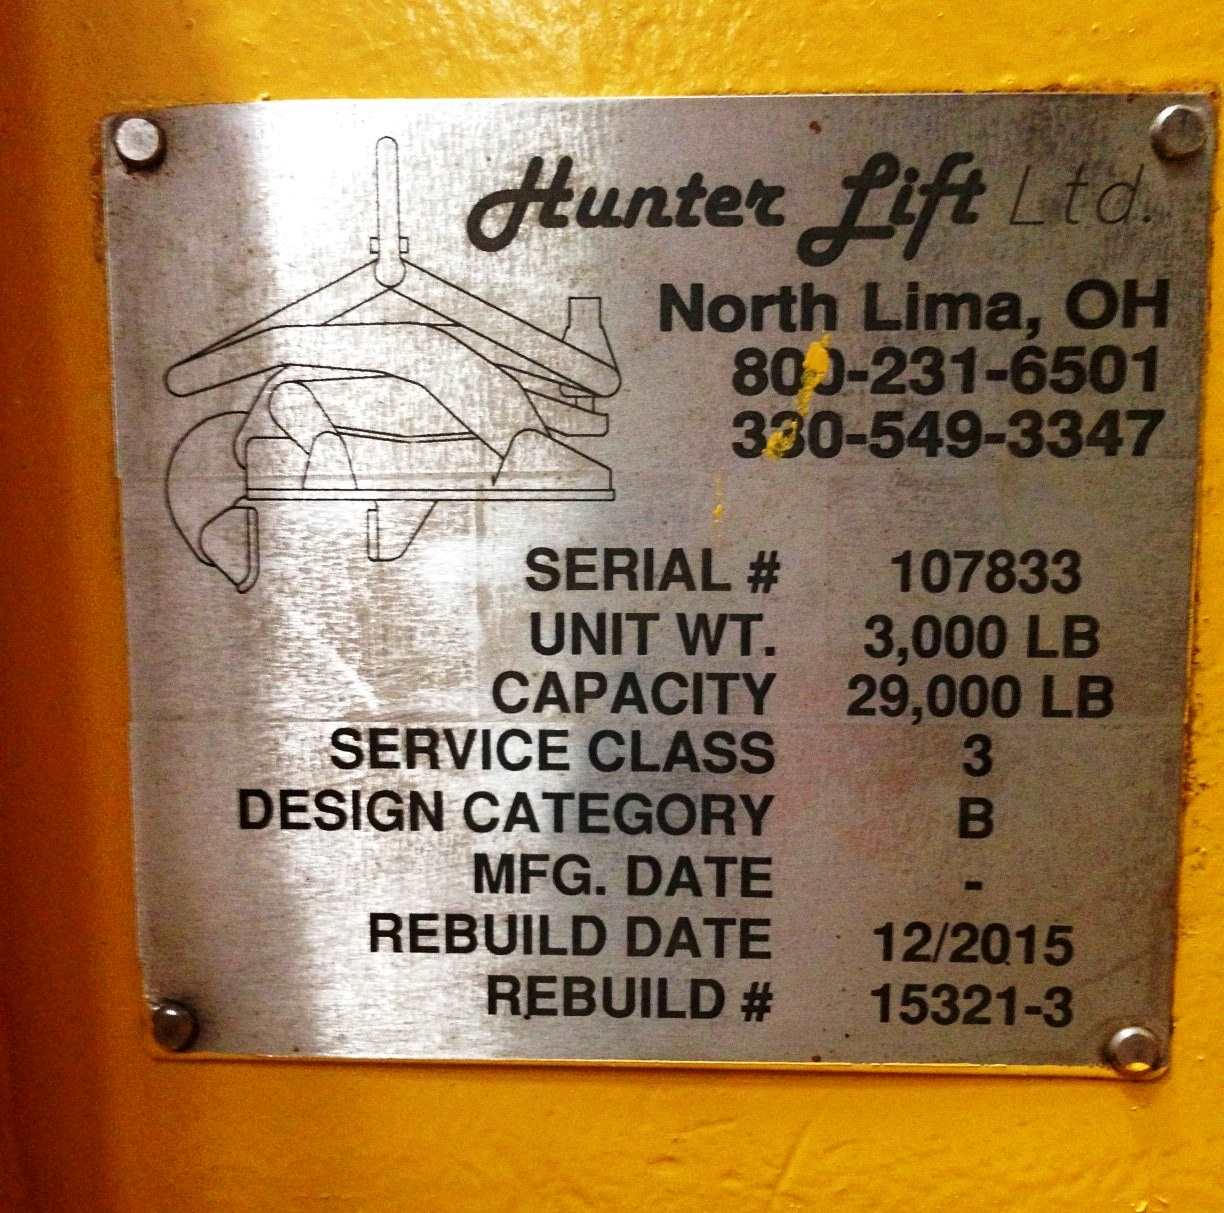 Hunter Lift Ltd.
North Lima, OH
800-231-6501
330-549-3347
SERIAL # 107833
UNIT WT. 3,000 LB
CAPACITY 29,000 LB
SERVICE CLASS 3
DESIGN CATEGORY B
MFG. DATE -
REBUILD DATE 12/2015
REBUILD # 15321-3